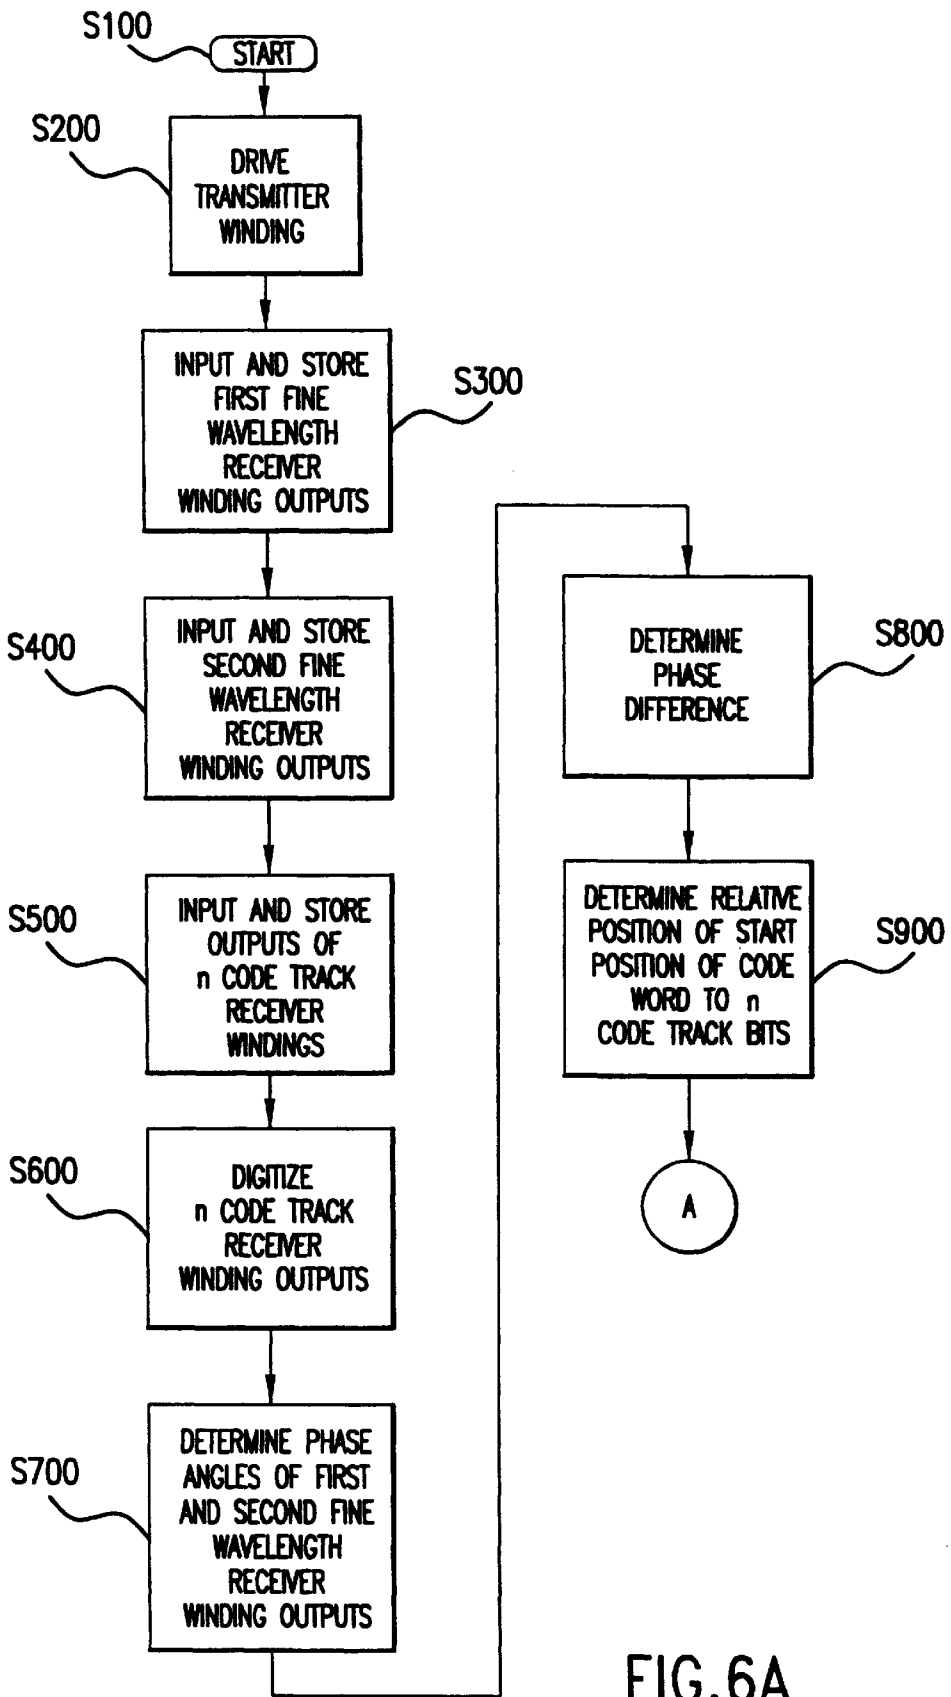 S100
START
S200
DRIVE
TRANSMITTER
WINDING
INPUT AND STORE
FIRST FINE
WAVELENGTH
RECEIVER
WINDING OUTPUTS
S300
S400
INPUT AND STORE
SECOND FINE
WAVELENGTH
RECEIVER
WINDING OUTPUTS
S500
INPUT AND STORE
OUTPUTS OF
n CODE TRACK
RECEIVER
WINDINGS
S600
DIGITIZE
n CODE TRACK
RECEIVER
WINDING OUTPUTS
S700
DETERMINE PHASE
ANGLES OF FIRST
AND SECOND FINE
WAVELENGTH
RECEIVER
WINDING OUTPUTS
DETERMINE
PHASE
DIFFERENCE
S800
DETERMINE RELATIVE
POSITION OF START
POSITION OF CODE
WORD TO n
CODE TRACK BITS
S900
A
FIG.6A